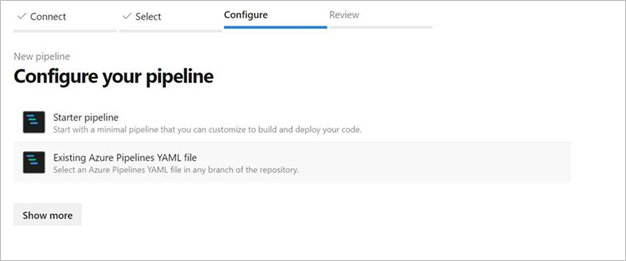 Connect
Select
Configure
Review
New pipeline
Configure your pipeline
Starter pipeline
Start with a minimal pipeline that you can customize to build and deploy your code.
Existing Azure Pipelines YAML file
Select an Azure Pipelines YAML file in any branch of the repository.
Show more